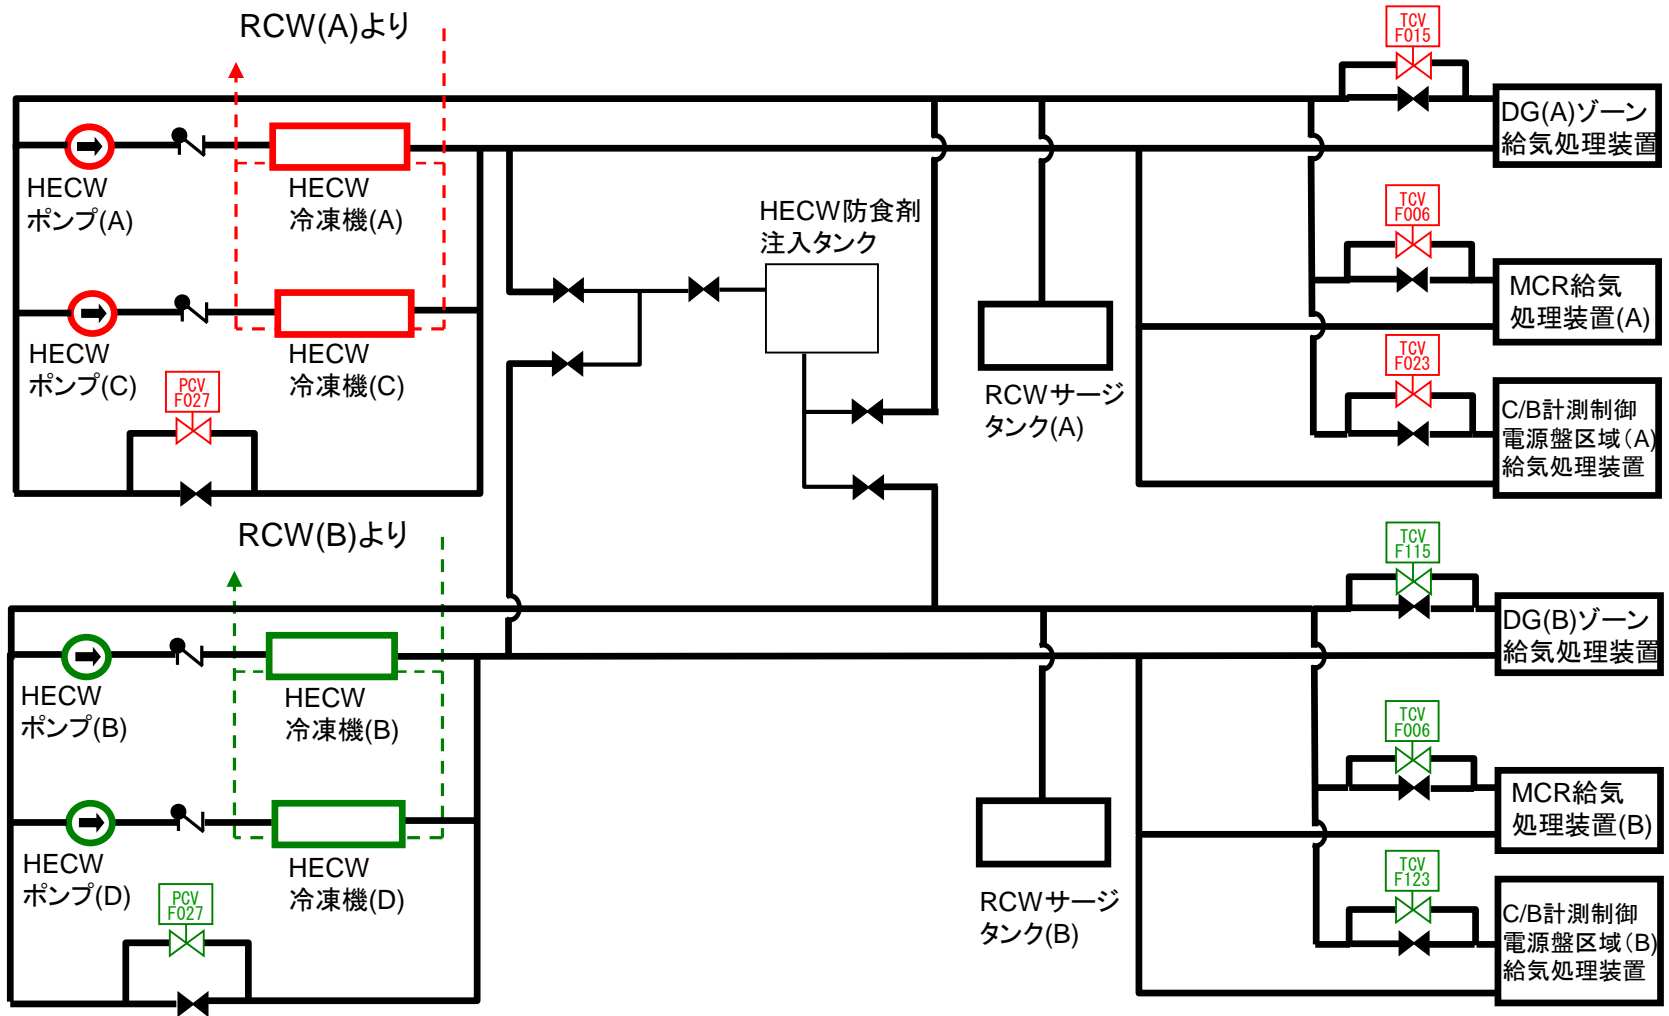 RCW(A)より
TCV
F015
DG(A)ゾーン
給気処理装置
HECW
ポンプ(A)
HECW
冷凍機(A)
HECW防食剤
注入タンク
TCV
F006
MCR給気
処理装置(A)
HECW
ポンプ(C)
HECW
冷凍機(C)
RCWサージ
タンク(A)
TCV
F023
C/B計測制御
電源盤区域(A)
給気処理装置
PCV
F027
RCW(B)より
TCV
F115
DG(B)ゾーン
給気処理装置
HECW
ポンプ(B)
HECW
冷凍機(B)
TCV
F006
MCR給気
処理装置(B)
HECW
ポンプ(D)
HECW
冷凍機(D)
RCWサージ
タンク(B)
TCV
F123
C/B計測制御
電源盤区域(B)
給気処理装置
PCV
F027